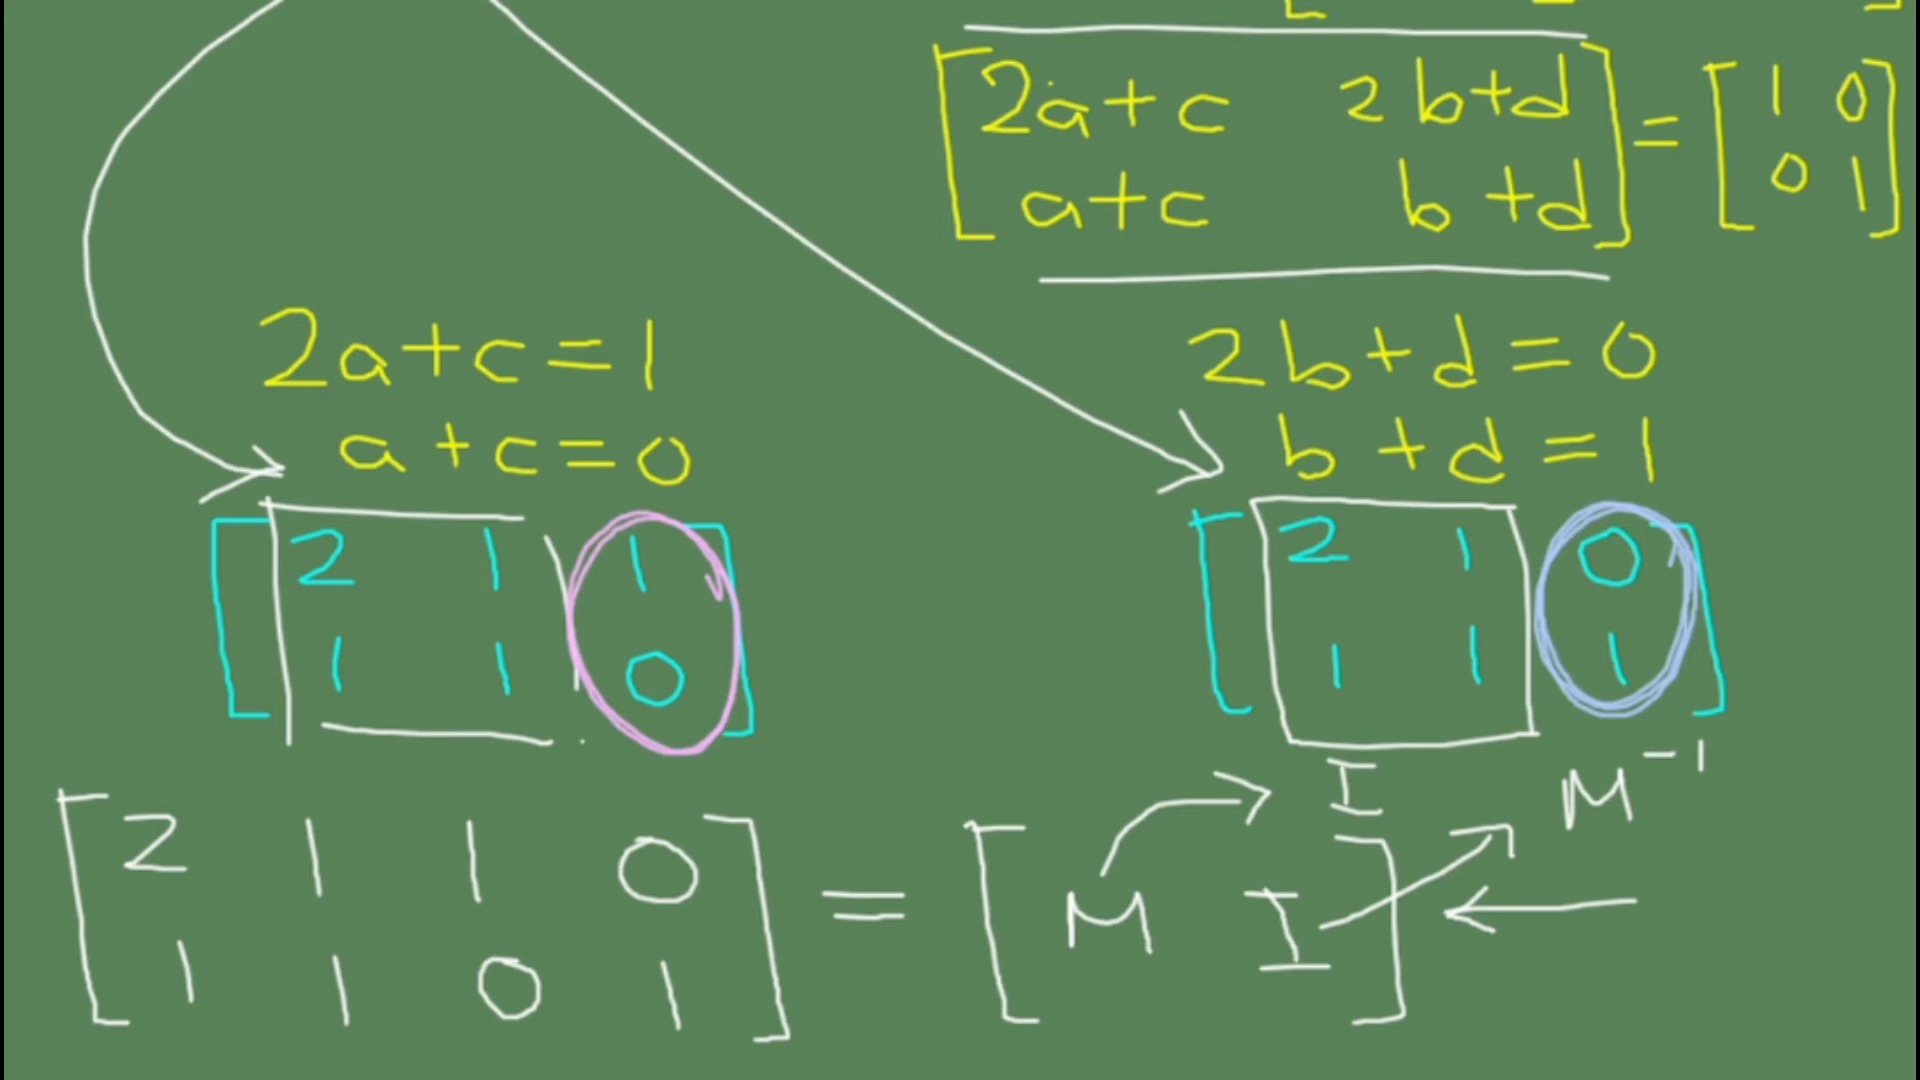 [2a+c 2b+d] = [1 0]
[a+c b+d] [0 1]
2a+c=1
a+c=0
[2 1 1]
[1 1 0]
2b+d=0
b+d=1
[2 1 0]
[1 1 1]
I M⁻¹
[2 1 1 0] = [M I]
[1 1 0 1]